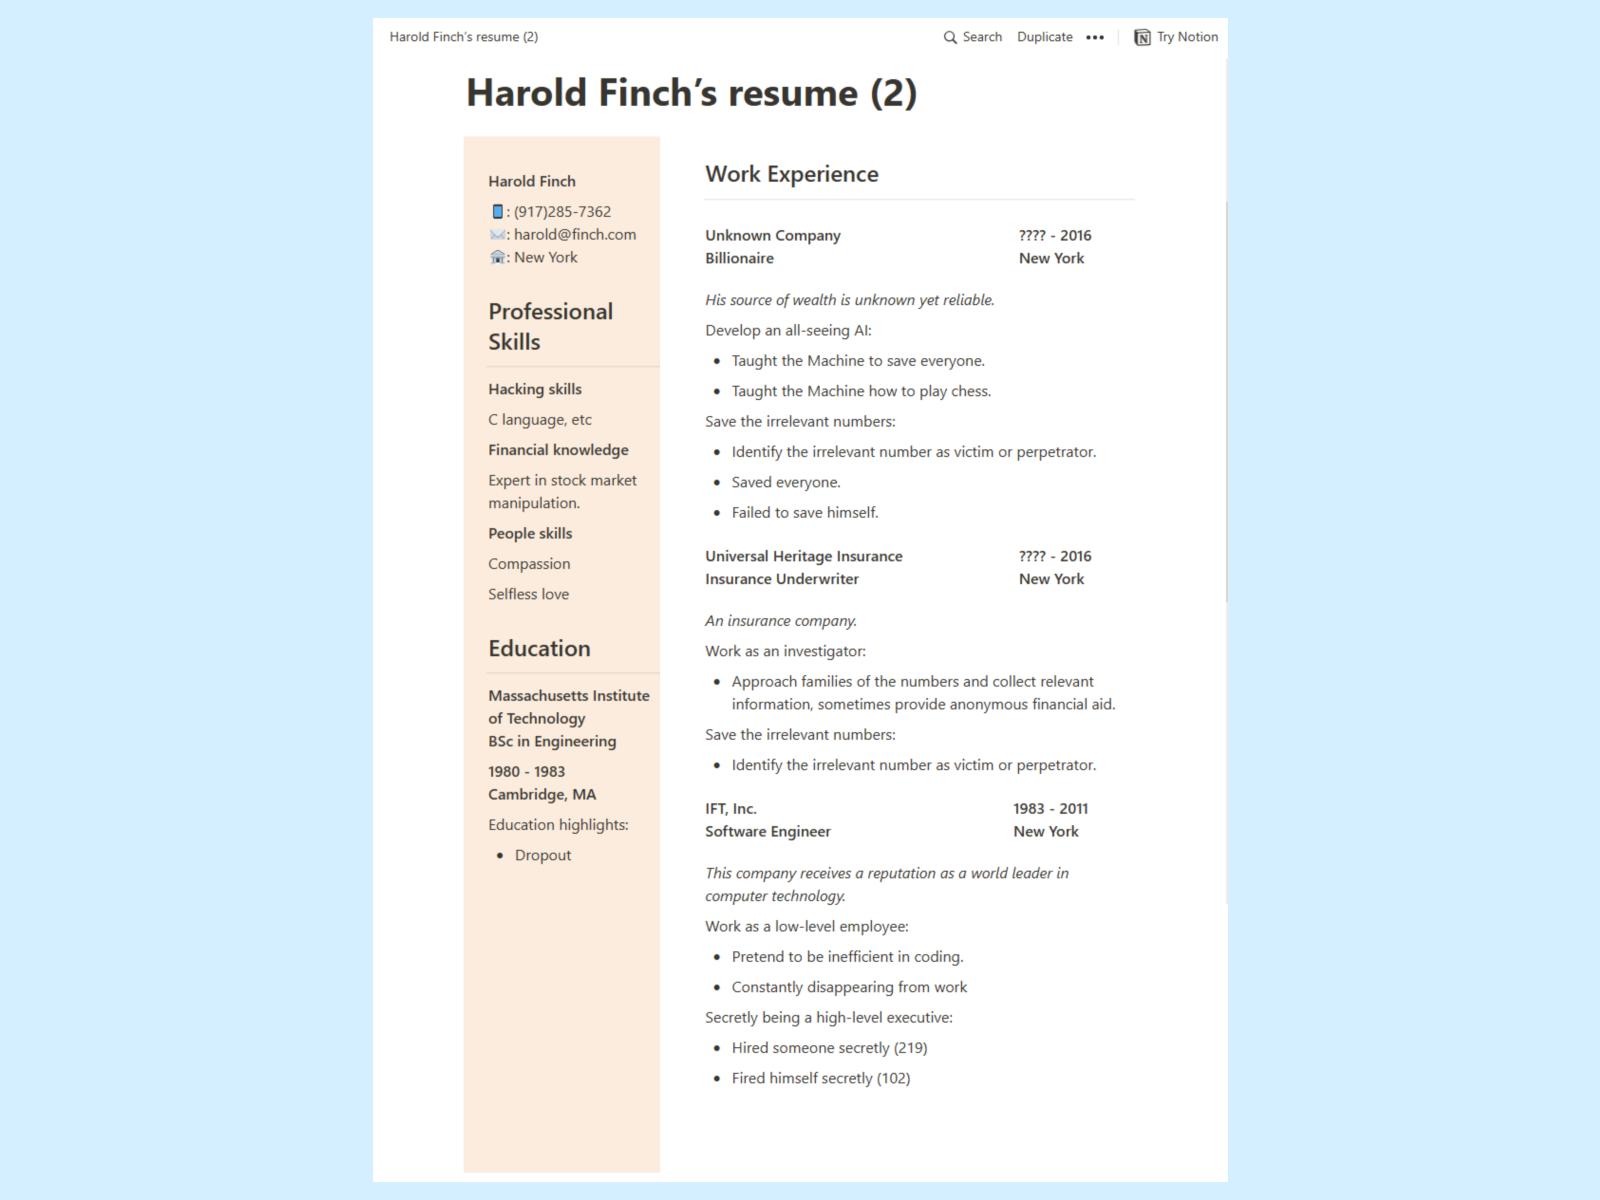 Harold Finch’s resume (2)
Search
Duplicate
•••
Try Notion
Harold Finch’s resume (2)
Harold Finch
: (917)285-7362
: harold@finch.com
: New York
Professional
Skills
Hacking skills
C language, etc
Financial knowledge
Expert in stock market
manipulation.
People skills
Compassion
Selfless love
Education
Massachusetts Institute
of Technology
BSc in Engineering
1980 - 1983
Cambridge, MA
Education highlights:
• Dropout
Work Experience
Unknown Company ???? - 2016
Billionaire New York
His source of wealth is unknown yet reliable.
Develop an all-seeing AI:
• Taught the Machine to save everyone.
• Taught the Machine how to play chess.
Save the irrelevant numbers:
• Identify the irrelevant number as victim or perpetrator.
• Saved everyone.
• Failed to save himself.
Universal Heritage Insurance ???? - 2016
Insurance Underwriter New York
An insurance company.
Work as an investigator:
• Approach families of the numbers and collect relevant
information, sometimes provide anonymous financial aid.
Save the irrelevant numbers:
• Identify the irrelevant number as victim or perpetrator.
IFT, Inc. 1983 - 2011
Software Engineer New York
This company receives a reputation as a world leader in
computer technology.
Work as a low-level employee:
• Pretend to be inefficient in coding.
• Constantly disappearing from work
Secretly being a high-level executive:
• Hired someone secretly (219)
• Fired himself secretly (102)